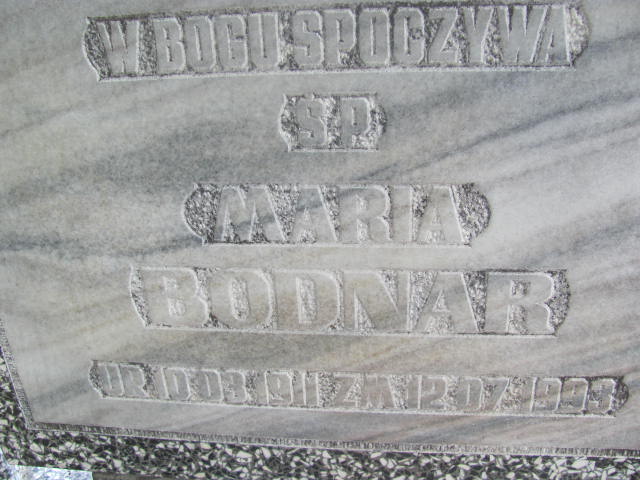 W BOGU SPOCZYWA
S.P.
MARIA
BODNAR
UR. 10.03.1911 ZM. 12.07.1993